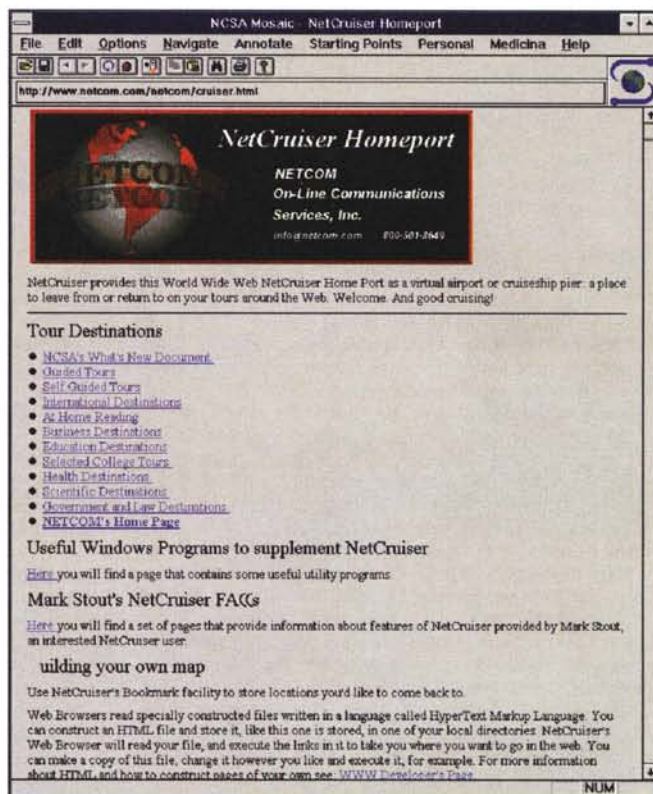 NCSA Mosaic - NetCruiser Homeport
File Edit Options Navigate Annotate Starting Points Personal Medicina Help
http://www.netcom.com/netcom/cruiser.html
NetCruiser Homeport
NETCOM
NETCOM
NETCOM
On-Line Communications
Services, Inc.
info@netcom.com 800-501-8649
NetCruiser provides this World Wide Web NetCruiser Home Port as a virtual airport or cruiseship pier: a place
to leave from or return to on your tours around the Web. Welcome. And good cruising!
Tour Destinations
NCSA's What's New Document
Guided Tours
Self Guided Tours
International Destinations
At Home Reading
Business Destinations
Education Destinations
Selected College Tours
Health Destinations
Scientific Destinations
Government and Law Destinations
NETCOM's Home Page
Useful Windows Programs to supplement NetCruiser
Here you will find a page that contains some useful utility programs
Mark Stout's NetCruiser FA((s
Here you will find a set of pages that provide information about features of NetCruiser provided by Mark Stout,
an interested NetCruiser user.
uilding your own map
Use NetCruiser's Bookmark facility to store locations you'd like to come back to.
Web Browsers read specially constructed files written in a language called HyperText Markup Language. You
can construct an HTML file and store it, like this one is stored, in one of your local directories. NetCruiser's
Web Browser will read your file, and execute the links in it to take you where you want to go in the web. You
can make a copy of this file, change it however you like and execute it, for example. For more information
about HTML and how to construct pages of your own see: WWW Developer's Page
NUM